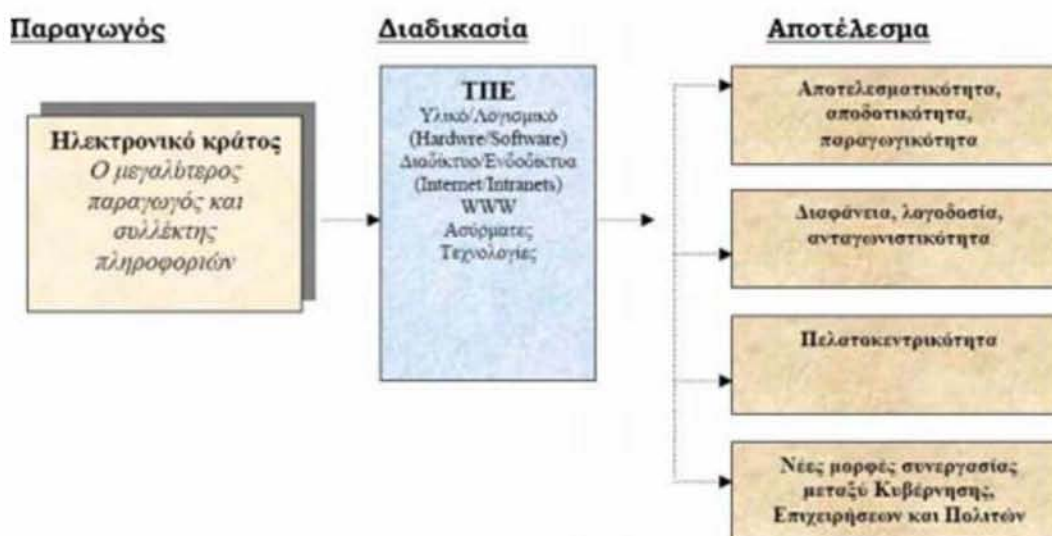 Παραγωγός
Διαδικασία
Αποτέλεσμα
Ηλεκτρονικό κράτος
Ο μεγαλύτερος
παραγωγός και
συλλέκτης
πληροφοριών
ΤΠΕ
Υλικό/Λογισμικό
(Hardwre/Software)
Διαδίκτυο/Ενδοδίκτυα
(Internet/Intranets)
WWW
Ασύρματες
Τεχνολογίες
Αποτελεσματικότητα,
αποδοτικότητα,
παραγωγικότητα
Διαφάνεια, λογοδοσία,
ανταγωνιστικότητα
Πελατοκεντρικότητα
Νέες μορφές συνεργασίας
μεταξύ Κυβέρνησης,
Επιχειρήσεων και Πολιτών